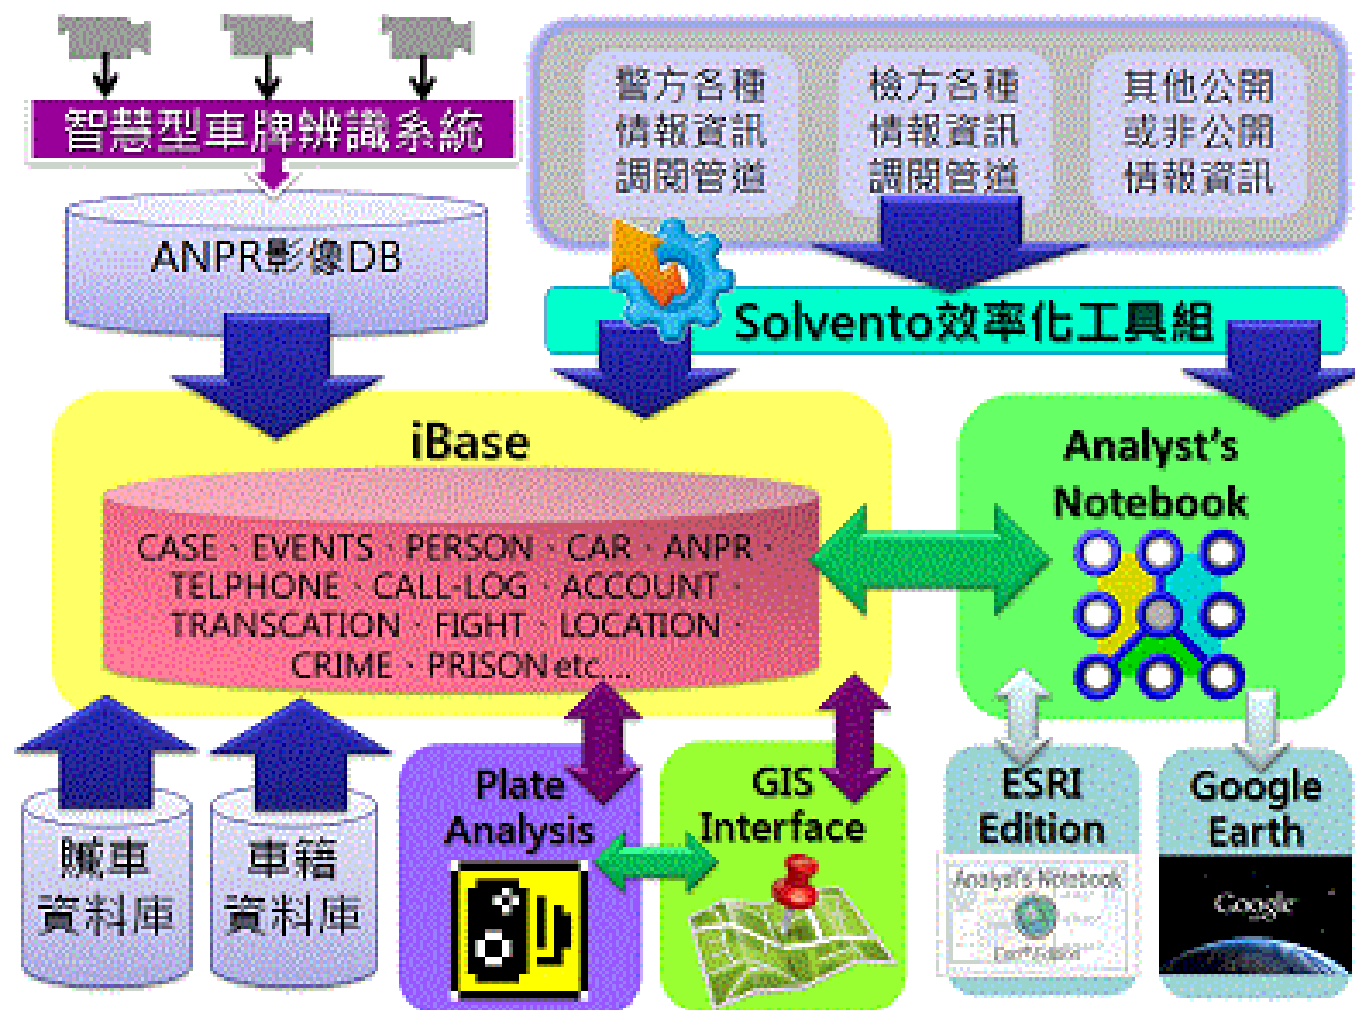 智慧型車牌辨識系統
ANPR影像DB
警方各種
情報資訊
調閱管道
檢方各種
情報資訊
調閱管道
其他公開
或非公開
情報資訊
Solvento效率化工具組
iBase
CASE、EVENTS、PERSON、CAR、ANPR、
TELPHONE、CALL-LOG、ACCOUNT、
TRANSCATION、FIGHT、LOCATION、
CRIME、PRISON etc....
Analyst's
Notebook
贓車
資料庫
車籍
資料庫
Plate
Analysis
GIS
Interface
ESRI
Edition
Analyst's Notebook
Google
Earth
Google